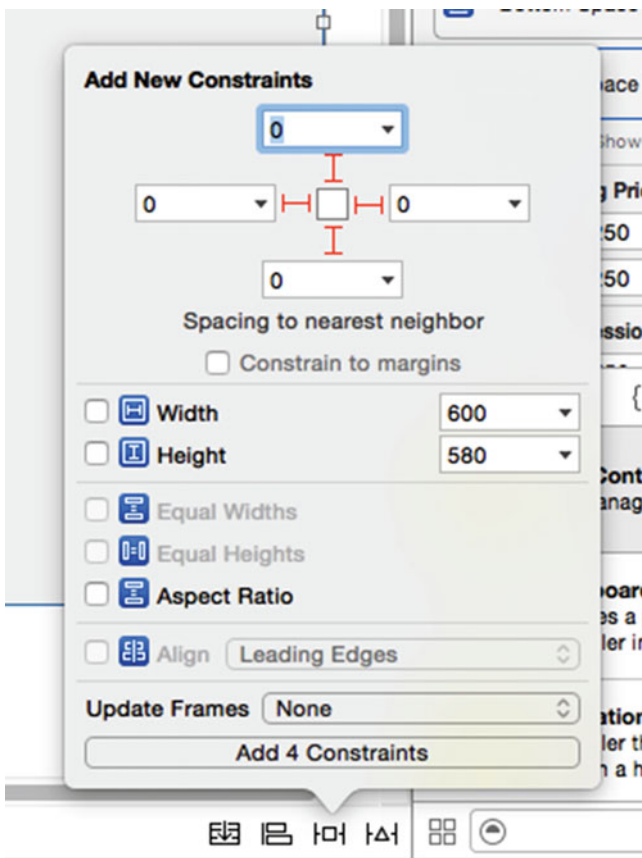 Add New Constraints
0
0
0
0
Spacing to nearest neighbor
Constrain to margins
Width 600
Height 580
Equal Widths
Equal Heights
Aspect Ratio
Align Leading Edges
Update Frames None
Add 4 Constraints